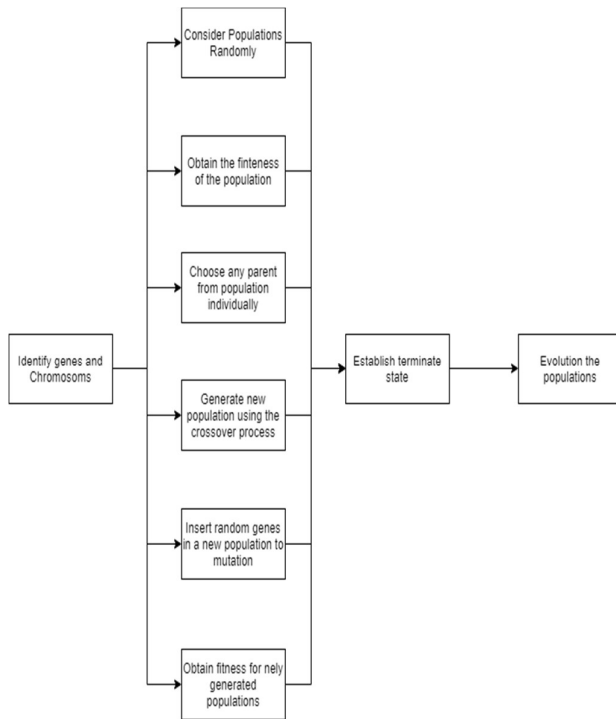 Consider Populations
Randomly
Obtain the finteness
of the population
Choose any parent
from population
individually
Identify genes and
Chromosoms
Establish terminate
state
Evolution the
populations
Generate new
population using the
crossover process
Insert random genes
in a new population to
mutation
Obtain fitness for nely
generated
populations